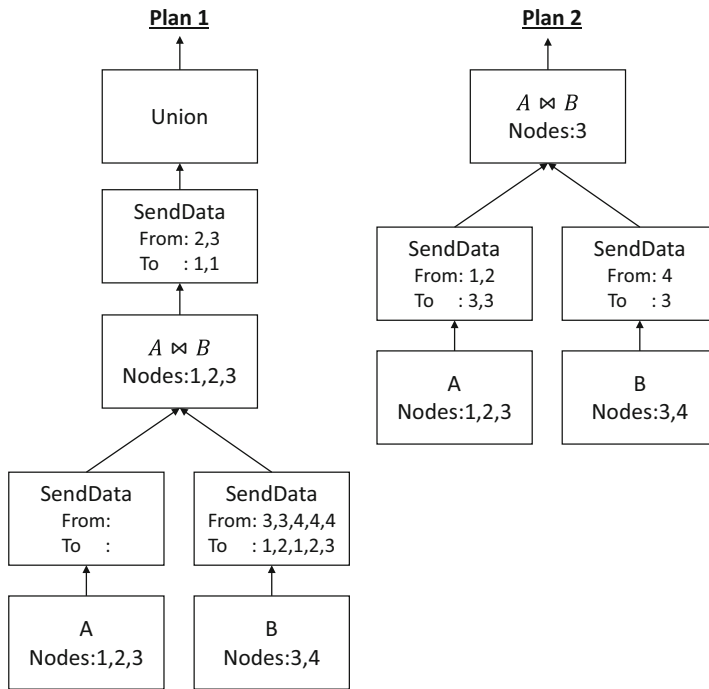 Plan 1
Union
SendData
From: 2,3
To : 1,1
A ⋈ B
Nodes:1,2,3
SendData
From:
To :
SendData
From: 3,3,4,4,4
To : 1,2,1,2,3
A
Nodes:1,2,3
B
Nodes:3,4
Plan 2
A ⋈ B
Nodes:3
SendData
From: 1,2
To : 3,3
SendData
From: 4
To : 3
A
Nodes:1,2,3
B
Nodes:3,4